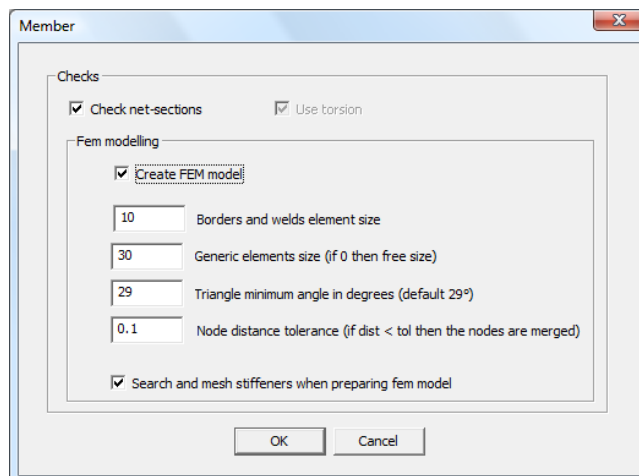 Member
Checks
Check net-sections Use torsion
Fem modelling
Create FEM model
10 Borders and welds element size
30 Generic elements size (if 0 then free size)
29 Triangle minimum angle in degrees (default 29°)
0.1 Node distance tolerance (if dist < tol then the nodes are merged)
Search and mesh stiffeners when preparing fem model
OK Cancel